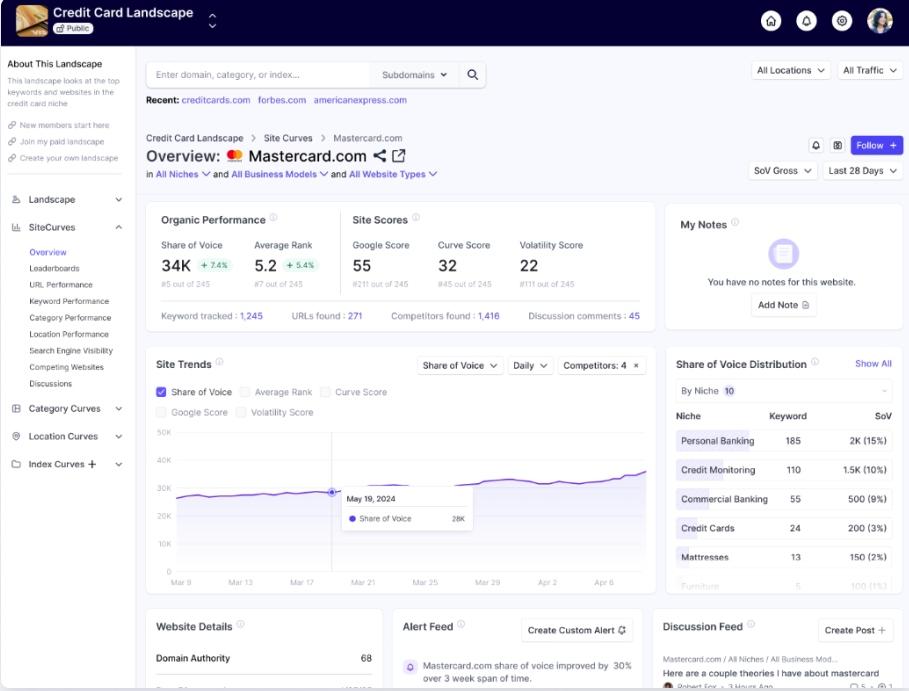 Credit Card Landscape
Public
About This Landscape
This landscape looks at the top
keywords and websites in the
credit card niche
New members start here
Join my paid landscape
Create your own landscape
Landscape
SiteCurves
Overview
Leaderboards
URL Performance
Keyword Performance
Category Performance
Location Performance
Search Engine Visibility
Competing Websites
Discussions
Category Curves
Location Curves
Index Curves +
Enter domain, category, or index...
Subdomains
All Locations
All Traffic
Recent: creditcards.com forbes.com americanexpress.com
Credit Card Landscape > Site Curves > Mastercard.com
Overview: Mastercard.com
Follow +
in All Niches and All Business Models and All Website Types
SoV Gross
Last 28 Days
Organic Performance
Site Scores
Share of Voice
Average Rank
Google Score
Curve Score
Volatility Score
34K + 7.4%
5.2 + 5.4%
55
32
22
#5 out of 245
#7 out of 245
#211 out of 245
#45 out of 245
#111 out of 245
Keyword tracked : 1,245
URLs found : 271
Competitors found : 1,416
Discussion comments : 45
My Notes
You have no notes for this website.
Add Note
Site Trends
Share of Voice
Daily
Competitors: 4 ×
Share of Voice
Average Rank
Curve Score
Google Score
Volatility Score
50K
40K
30K
20K
10K
0
May 19, 2024
Share of Voice 28K
Mar 9
Mar 13
Mar 17
Mar 21
Mar 25
Mar 29
Apr 2
Apr 6
Share of Voice Distribution
Show All
By Niche 10
Niche Keyword SoV
Personal Banking 185 2K (15%)
Credit Monitoring 110 1.5K (10%)
Commercial Banking 55 500 (9%)
Credit Cards 24 200 (3%)
Mattresses 13 150 (2%)
Furniture 5 100 (1%)
Website Details
Domain Authority 68
Alert Feed
Create Custom Alert
Mastercard.com share of voice improved by 30%
over 3 week span of time.
Discussion Feed
Create Post +
Mastercard.com / All Niches / All Business Mod...
Here are a couple theories I have about mastercard
Robert Fox • 3 Hours Ago